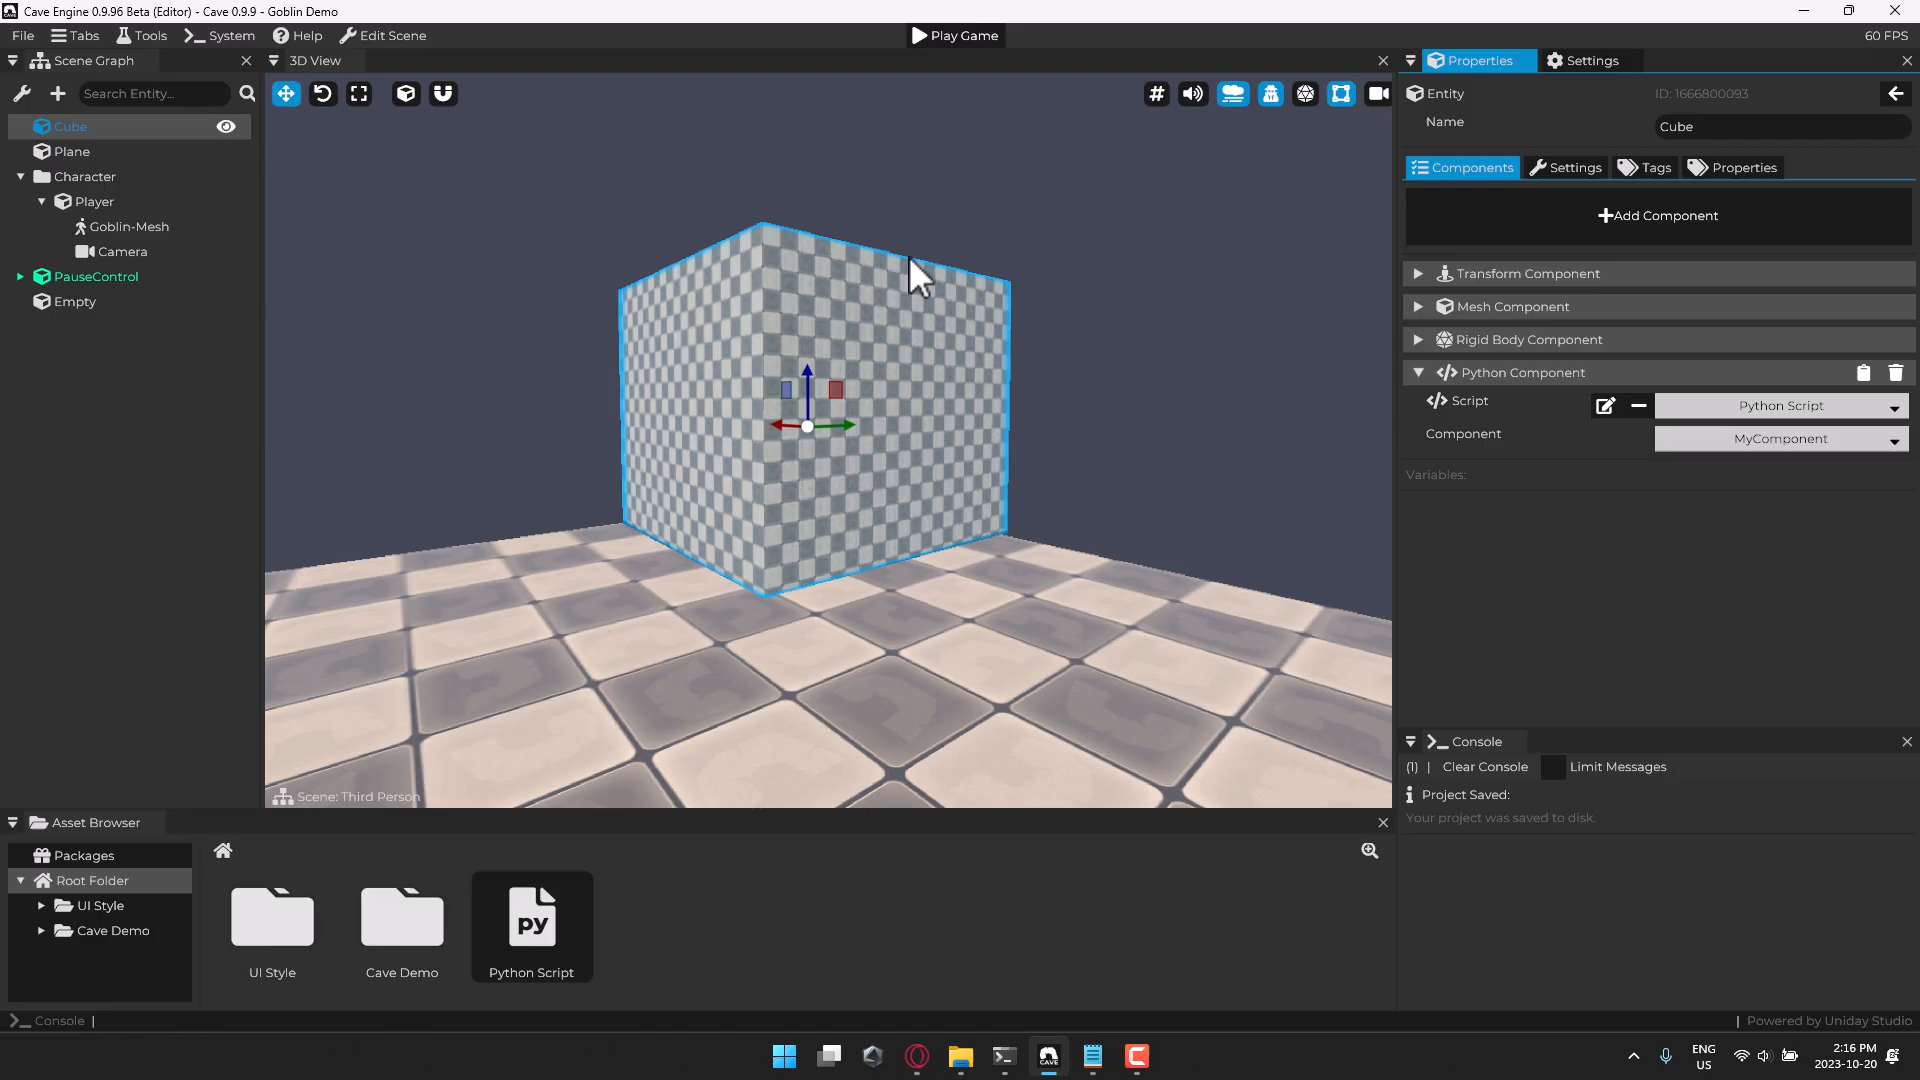 Cave Engine 0.9.96 Beta (Editor) - Cave 0.9.9 - Goblin Demo
File Tabs Tools System Help Edit Scene Play Game 60 FPS
Scene Graph 3D View Properties Settings
Search Entity...
Entity ID: 1666800093
Name Cube
Cube
Plane
Character
Player
Goblin-Mesh
Camera
PauseControl
Empty
Components Settings Tags Properties
Add Component
Transform Component
Mesh Component
Rigid Body Component
Python Component
Script Python Script
Component MyComponent
Variables:
Scene: Third Person
Console
(1) | Clear Console Limit Messages
Project Saved:
Your project was saved to disk.
Asset Browser
Packages
Root Folder
UI Style
Cave Demo
py
UI Style Cave Demo Python Script
Console | | Powered by Uniday Studio
CAVE
ENG
US
2:16 PM
2023-10-20